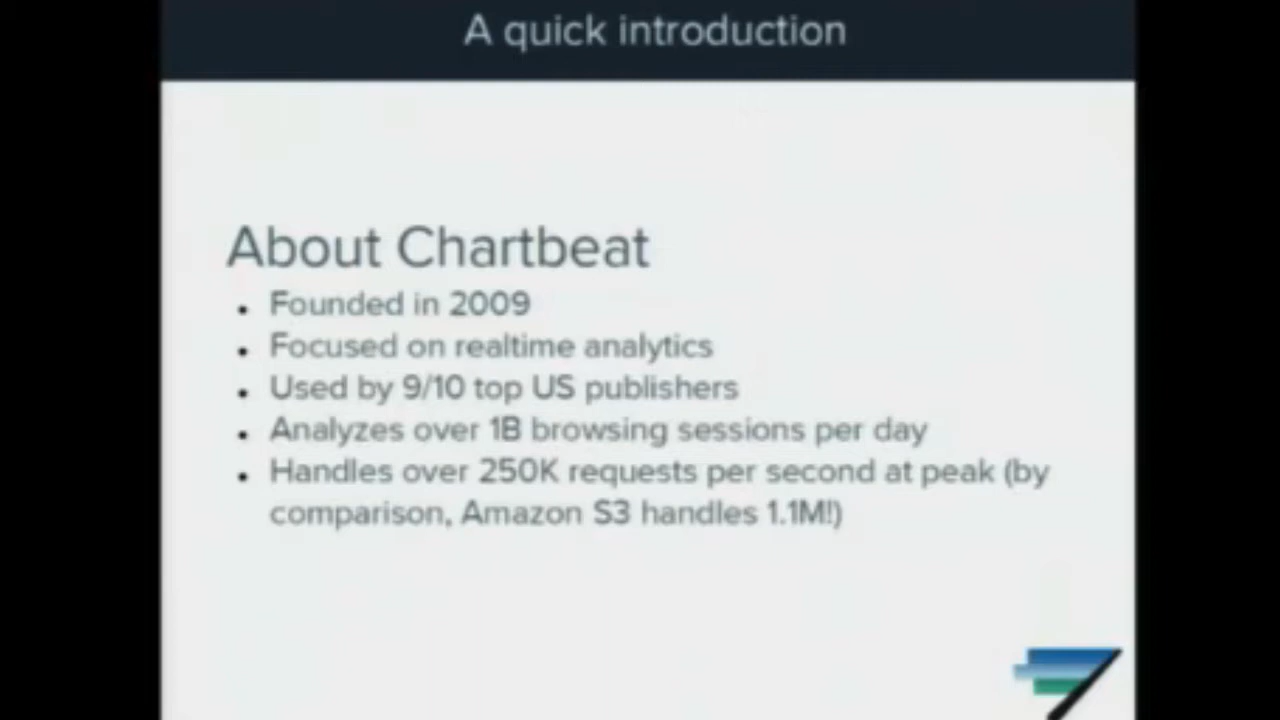 A quick introduction
About Chartbeat
• Founded in 2009
• Focused on realtime analytics
• Used by 9/10 top US publishers
• Analyzes over 1B browsing sessions per day
• Handles over 250K requests per second at peak (by
comparison, Amazon S3 handles 1.1M!)